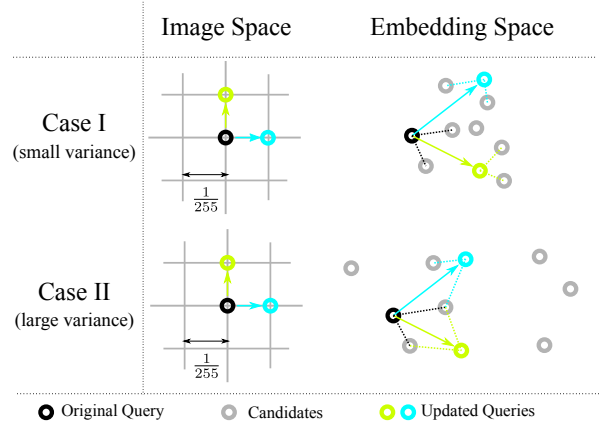 Image Space Embedding Space
Case I
(small variance)
1
255
Case II
(large variance)
1
255
Original Query Candidates Updated Queries